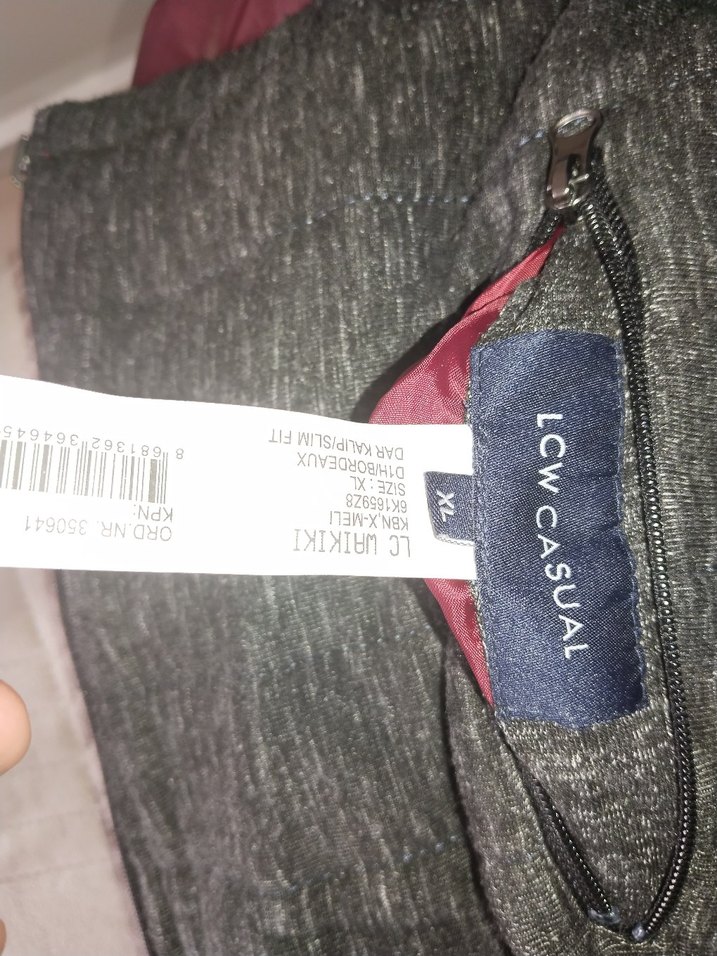 LCW CASUAL
XL
LC WAIKIKI
KBN,X-MELI
6K1659Z8
SIZE : XL
D1H/BORDEAUX
DAR KALIP/SLIM FIT
ORD.NR. 350641
KPN:
8 681362 364645